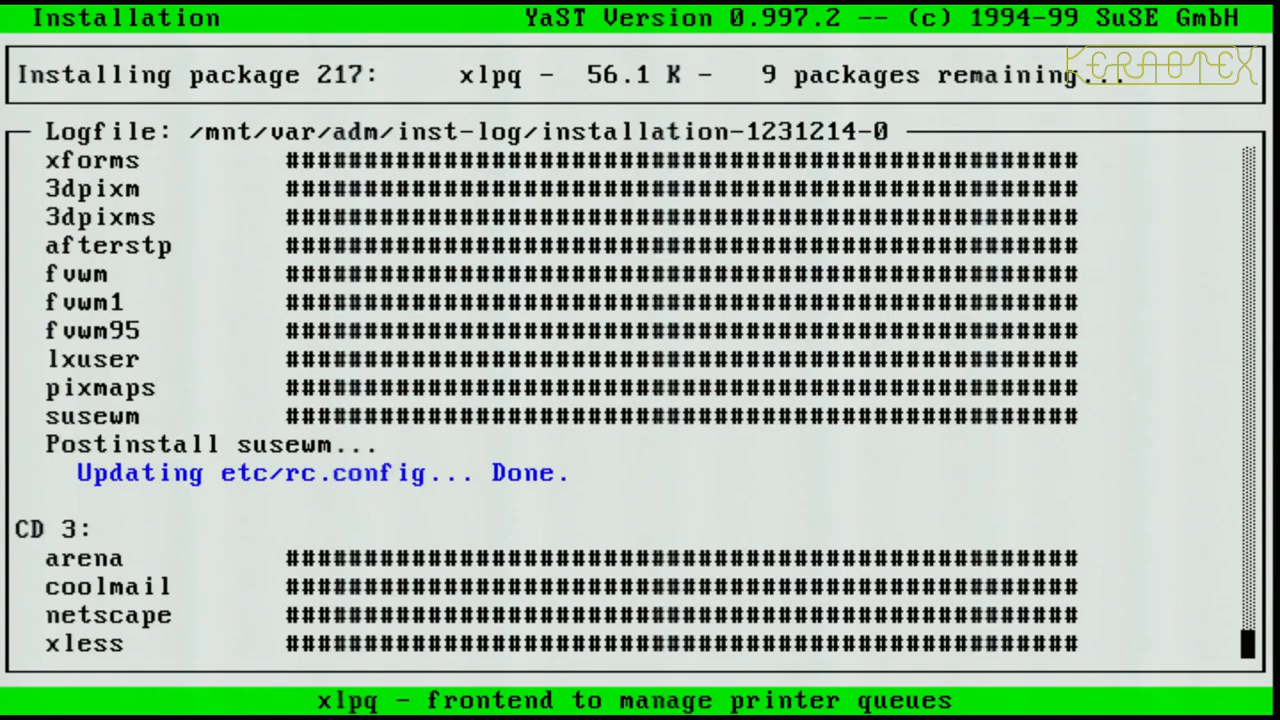 Installation YaST Version 0.997.2 -- (c) 1994-99 SuSE GmbH
KERNOTEX
Installing package 217: xlpq - 56.1 K - 9 packages remaining...
Logfile: /mnt/var/adm/inst-log/installation-1231214-0
xforms ##################################################
3dpixm ##################################################
3dpixms ##################################################
afterstp ##################################################
fvwm ##################################################
fvwm1 ##################################################
fvwm95 ##################################################
lxuser ##################################################
pixmaps ##################################################
susewm ##################################################
Postinstall susewm...
Updating etc/rc.config... Done.
CD 3:
arena ##################################################
coolmail ##################################################
netscape ##################################################
xless ##################################################
xlpq - frontend to manage printer queues